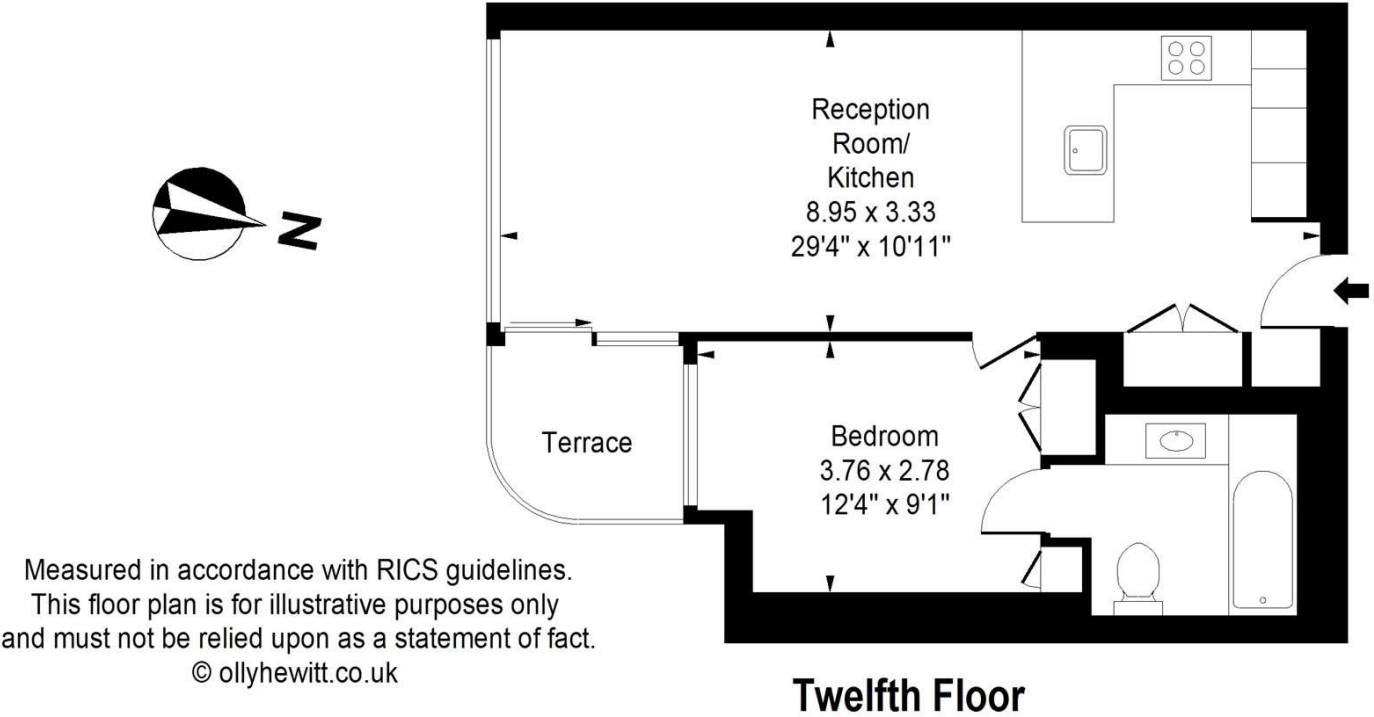 Reception
Room/
Kitchen
8.95 x 3.33
29'4" x 10'11"
N
Terrace
Bedroom
3.76 x 2.78
12'4" x 9'1"
Measured in accordance with RICS guidelines.
This floor plan is for illustrative purposes only
and must not be relied upon as a statement of fact.
© ollyhewitt.co.uk
Twelfth Floor